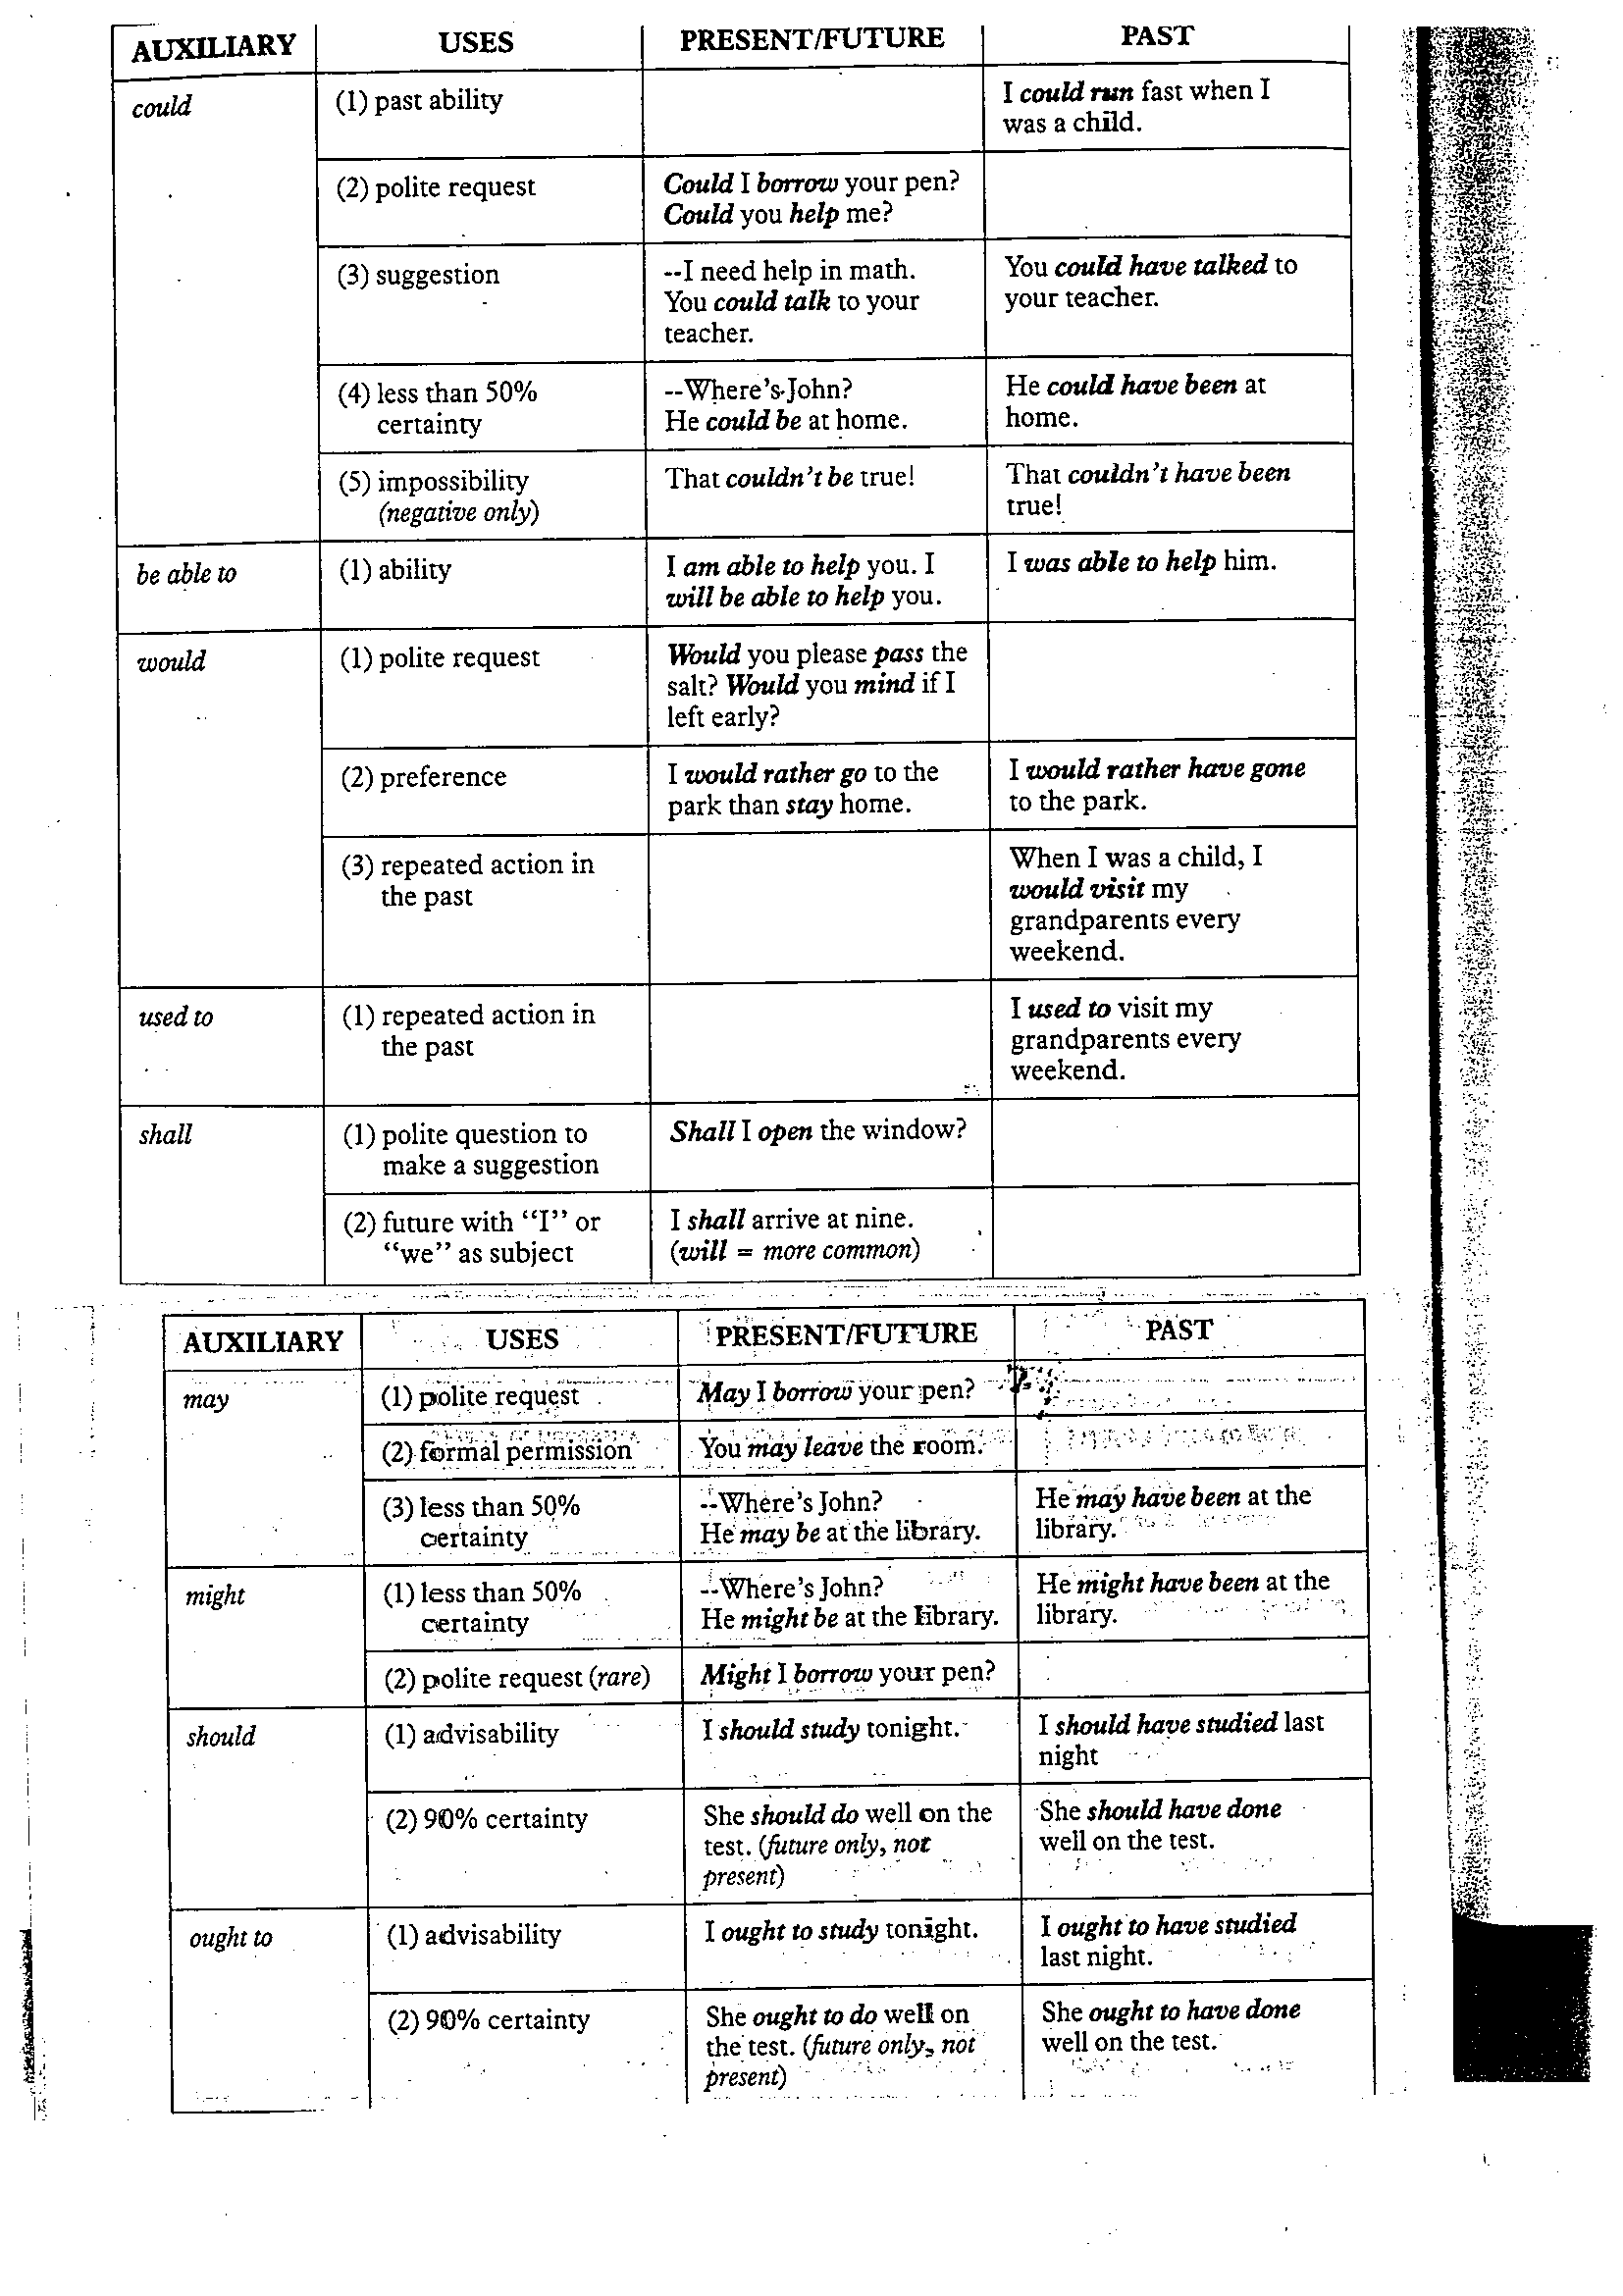 AUXILIARY USES PRESENT/FUTURE PAST
could (1) past ability I could run fast when I
was a child.
(2) polite request Could I borrow your pen?
Could you help me?
(3) suggestion --I need help in math. You could have talked to
You could talk to your your teacher.
teacher.
(4) less than 50% --Where's John? He could have been at
certainty He could be at home. home.
(5) impossibility That couldn't be true! That couldn't have been
(negative only) true!
be able to (1) ability I am able to help you. I I was able to help him.
will be able to help you.
would (1) polite request Would you please pass the
salt? Would you mind if I
left early?
(2) preference I would rather go to the I would rather have gone
park than stay home. to the park.
(3) repeated action in When I was a child, I
the past would visit my
grandparents every
weekend.
used to (1) repeated action in I used to visit my
the past grandparents every
weekend.
shall (1) polite question to Shall I open the window?
make a suggestion
(2) future with "I" or I shall arrive at nine.
"we" as subject (will = more common)
AUXILIARY USES PRESENT/FUTURE PAST
may (1) polite request May I borrow your pen?
(2) formal permission You may leave the room.
(3) less than 50% --Where's John? He may have been at the
certainty He may be at the library. library.
might (1) less than 50% --Where's John? He might have been at the
certainty He might be at the library. library.
(2) polite request (rare) Might I borrow your pen?
should (1) advisability I should study tonight. I should have studied last
night
(2) 90% certainty She should do well on the She should have done
test. (future only, not well on the test.
present)
ought to (1) advisability I ought to study tonight. I ought to have studied
last night.
(2) 90% certainty She ought to do well on She ought to have done
the test. (future only, not well on the test.
present)